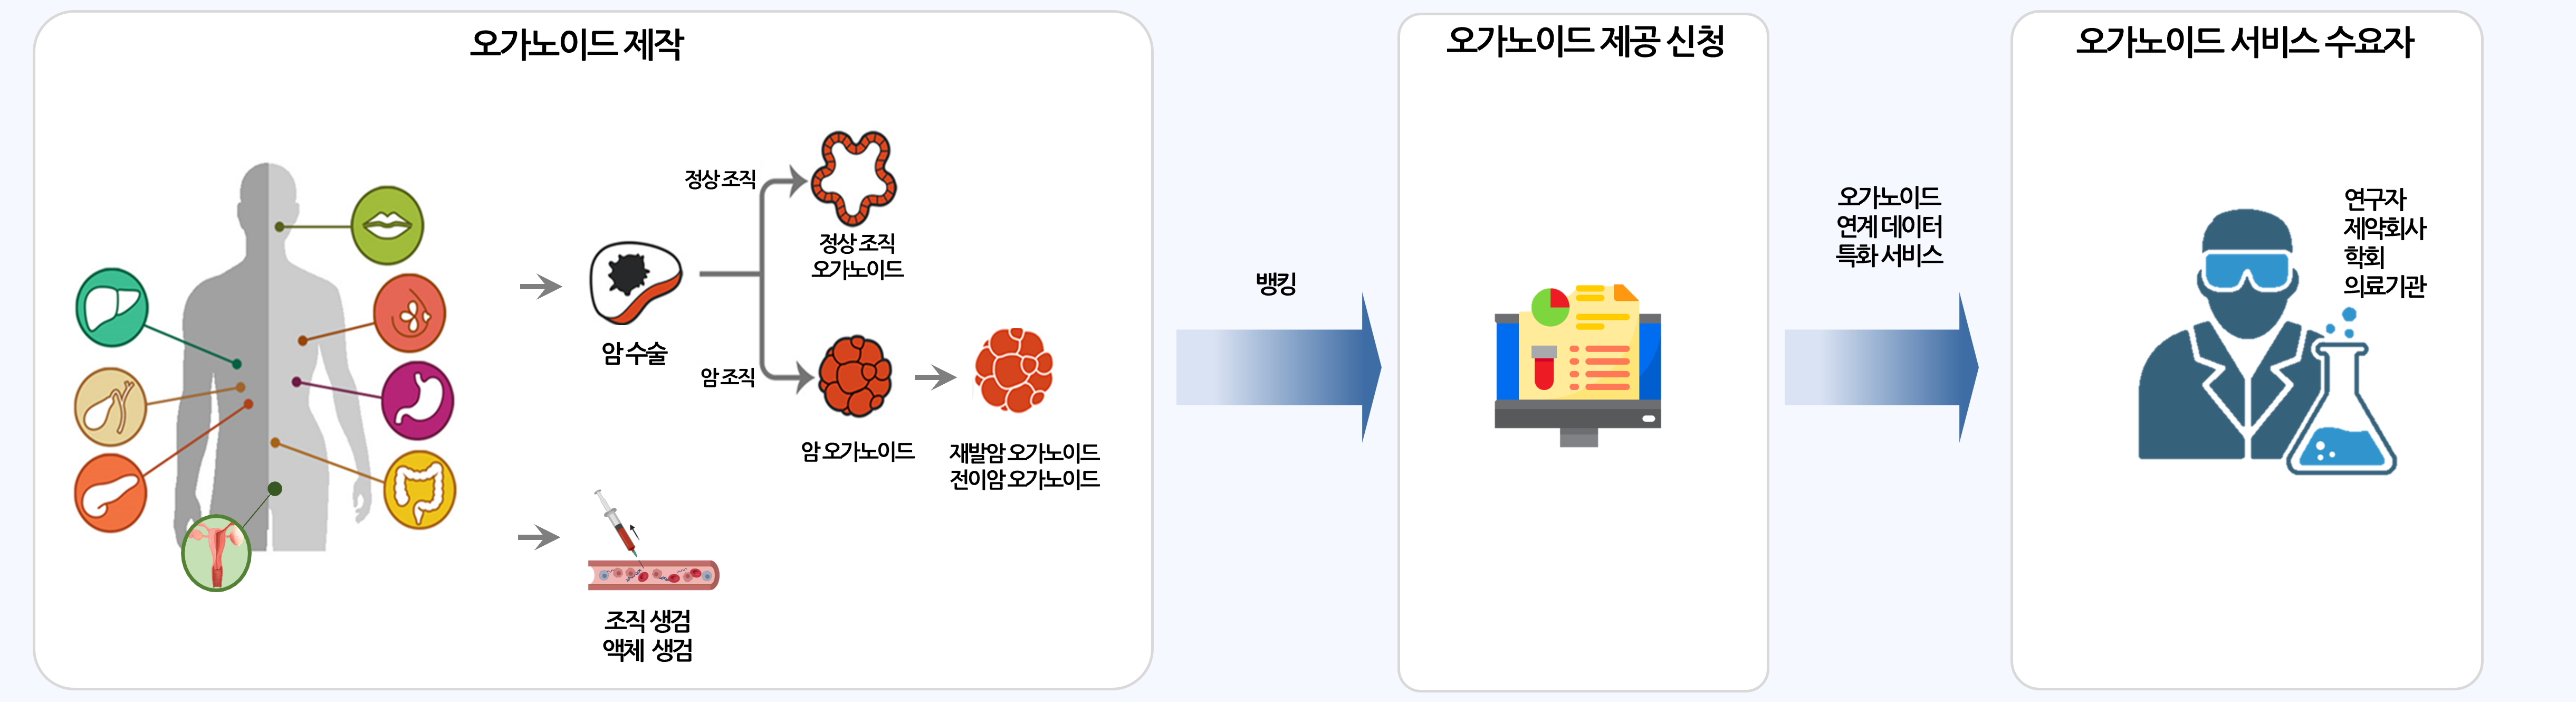 오가노이드 제작
정상 조직
정상 조직
오가노이드
암 수술
암 조직
암 오가노이드
재발암 오가노이드
전이암 오가노이드
조직 생검
액체 생검
뱅킹
오가노이드 제공 신청
오가노이드
연계 데이터
특화 서비스
오가노이드 서비스 수요자
연구자
제약회사
학회
의료기관